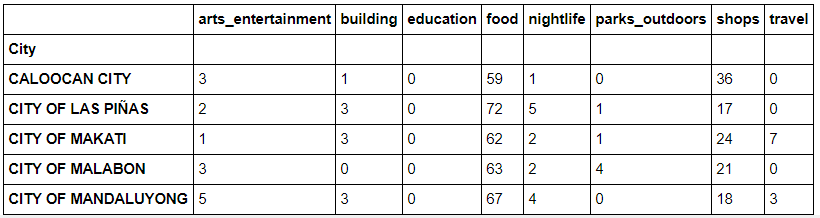 arts_entertainment building education food nightlife parks_outdoors shops travel
City
CALOOCAN CITY 3 1 0 59 1 0 36 0
CITY OF LAS PIÑAS 2 3 0 72 5 1 17 0
CITY OF MAKATI 1 3 0 62 2 1 24 7
CITY OF MALABON 3 0 0 63 2 4 21 0
CITY OF MANDALUYONG 5 3 0 67 4 0 18 3